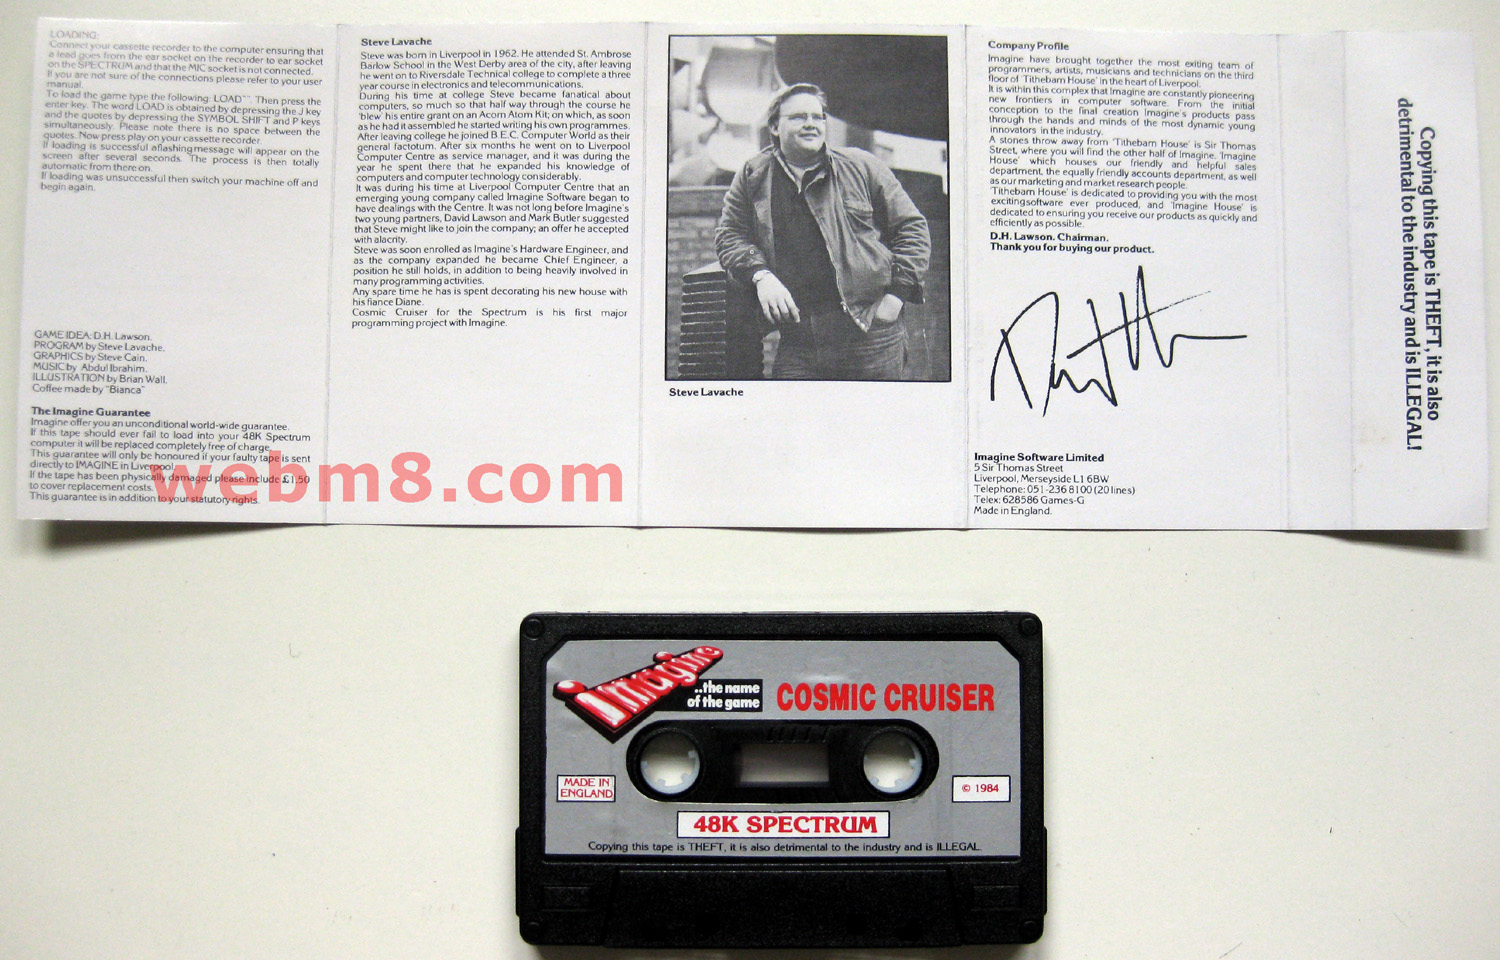 LOADING:
Connect your cassette recorder to the computer ensuring that
a lead goes from the ear socket on the recorder to ear socket
on the SPECTRUM and that the MIC socket is not connected.
If you are not sure of the connections please refer to your user
manual.
To load the game type the following: LOAD"". Then press the
enter key. The word LOAD is obtained by depressing the J key
and the quotes by depressing the SYMBOL SHIFT and P keys
simultaneously. Please note there is no space between the
quotes. Now press play on your cassette recorder.
If loading is successful a flashing message will appear on the
screen after several seconds. The process is then totally
automatic from there on.
If loading was unsuccessful then switch your machine off and
begin again.
GAME IDEA: D.H. Lawson.
PROGRAM by Steve Lavache.
GRAPHICS by Steve Cain.
MUSIC by Abdul Ibrahim.
ILLUSTRATION by Brian Wall.
Coffee made by "Bianca"
The Imagine Guarantee
Imagine offer you an unconditional world-wide guarantee.
If this tape should ever fail to load into your 48K Spectrum
computer it will be replaced completely free of charge.
This guarantee will only be honoured if your faulty tape is sent
directly to IMAGINE in Liverpool.
If the tape has been physically damaged please include £1.50
to cover replacement costs.
This guarantee is in addition to your statutory rights.
Steve Lavache
Steve was born in Liverpool in 1962. He attended St. Ambrose
Barlow School in the West Derby area of the city, after leaving
he went on to Riversdale Technical college to complete a three
year course in electronics and telecommunications.
During his time at college Steve became fanatical about
computers, so much so that half way through the course he
'blew' his entire grant on an Acorn Atom Kit; on which, as soon
as he had it assembled he started writing his own programmes.
After leaving college he joined B.E.C. Computer World as their
general factotum. After six months he went on to Liverpool
Computer Centre as service manager, and it was during the
year he spent there that he expanded his knowledge of
computers and computer technology considerably.
It was during his time at Liverpool Computer Centre that an
emerging young company called Imagine Software began to
have dealings with the Centre. It was not long before Imagine's
two young partners, David Lawson and Mark Butler suggested
that Steve might like to join the company; an offer he accepted
with alacrity.
Steve was soon enrolled as Imagine's Hardware Engineer, and
as the company expanded he became Chief Engineer, a
position he still holds, in addition to being heavily involved in
many programming activities.
Any spare time he has is spent decorating his new house with
his fiance Diane.
Cosmic Cruiser for the Spectrum is his first major
programming project with Imagine.
Steve Lavache
Company Profile
Imagine have brought together the most exiting team of
programmers, artists, musicians and technicians on the third
floor of 'Tithebarn House' in the heart of Liverpool.
It is within this complex that Imagine are constantly pioneering
new frontiers in computer software. From the initial
conception to the final creation Imagine's products pass
through the hands and minds of the most dynamic young
innovators in the industry.
A stones throw away from 'Tithebarn House' is Sir Thomas
Street, where you will find the other half of Imagine. 'Imagine
House' which houses our friendly and helpful sales
department, the equally friendly accounts department, as well
as our marketing and market research people.
'Tithebarn House' is dedicated to providing you with the most
exciting software ever produced, and 'Imagine House' is
dedicated to ensuring you receive our products as quickly and
efficiently as possible.
D.H. Lawson. Chairman.
Thank you for buying our product.
Imagine Software Limited
5 Sir Thomas Street
Liverpool, Merseyside L1 6BW
Telephone: 051-236 8100 (20 lines)
Telex: 628586 Games-G
Made in England.
Copying this tape is THEFT, it is also
detrimental to the industry and is ILLEGAL!
webm8.com
imagine
..the name
of the game
COSMIC CRUISER
MADE IN
ENGLAND
© 1984
48K SPECTRUM
Copying this tape is THEFT, it is also detrimental to the industry and is ILLEGAL.